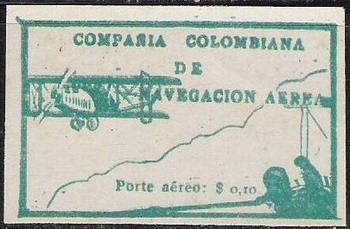 COMPAÑIA COLOMBIANA
DE
NAVEGACION AEREA
Porte aéreo: $ 0,10